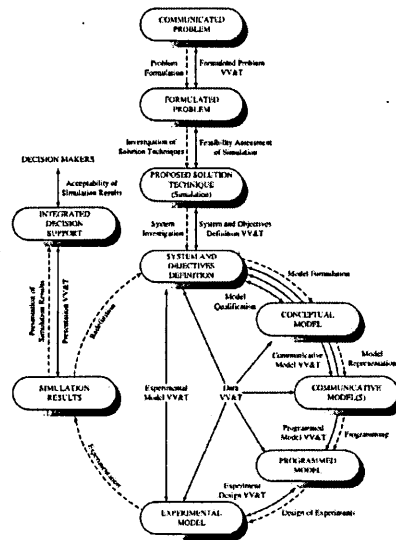 COMMUNICATED
PROBLEM
Problem
Formulation
Formulated Problem
VV&T
FORMULATED
PROBLEM
Investigation of
Solution Techniques
Feasibility Assessment
of Simulation
DECISION MAKERS
Acceptability of
Simulation Results
PROPOSED SOLUTION
TECHNIQUE
(Simulation)
INTEGRATED
DECISION
SUPPORT
System
Investigation
System and Objectives
Definition VV&T
SYSTEM AND
OBJECTIVES
DEFINITION
Model Formulation
Presentation of
Simulation Results
Presentation VV&T
Redefinition
Model
Qualification
CONCEPTUAL
MODEL
Communicative
Model VV&T
Model
Representation
SIMULATION
RESULTS
Experimental
Model VV&T
Data
VV&T
COMMUNICATIVE
MODEL(S)
Programmed
Model VV&T
Programming
PROGRAMMED
MODEL
Experimentation
Experiment
Design VV&T
EXPERIMENTAL
MODEL
Design of Experiments